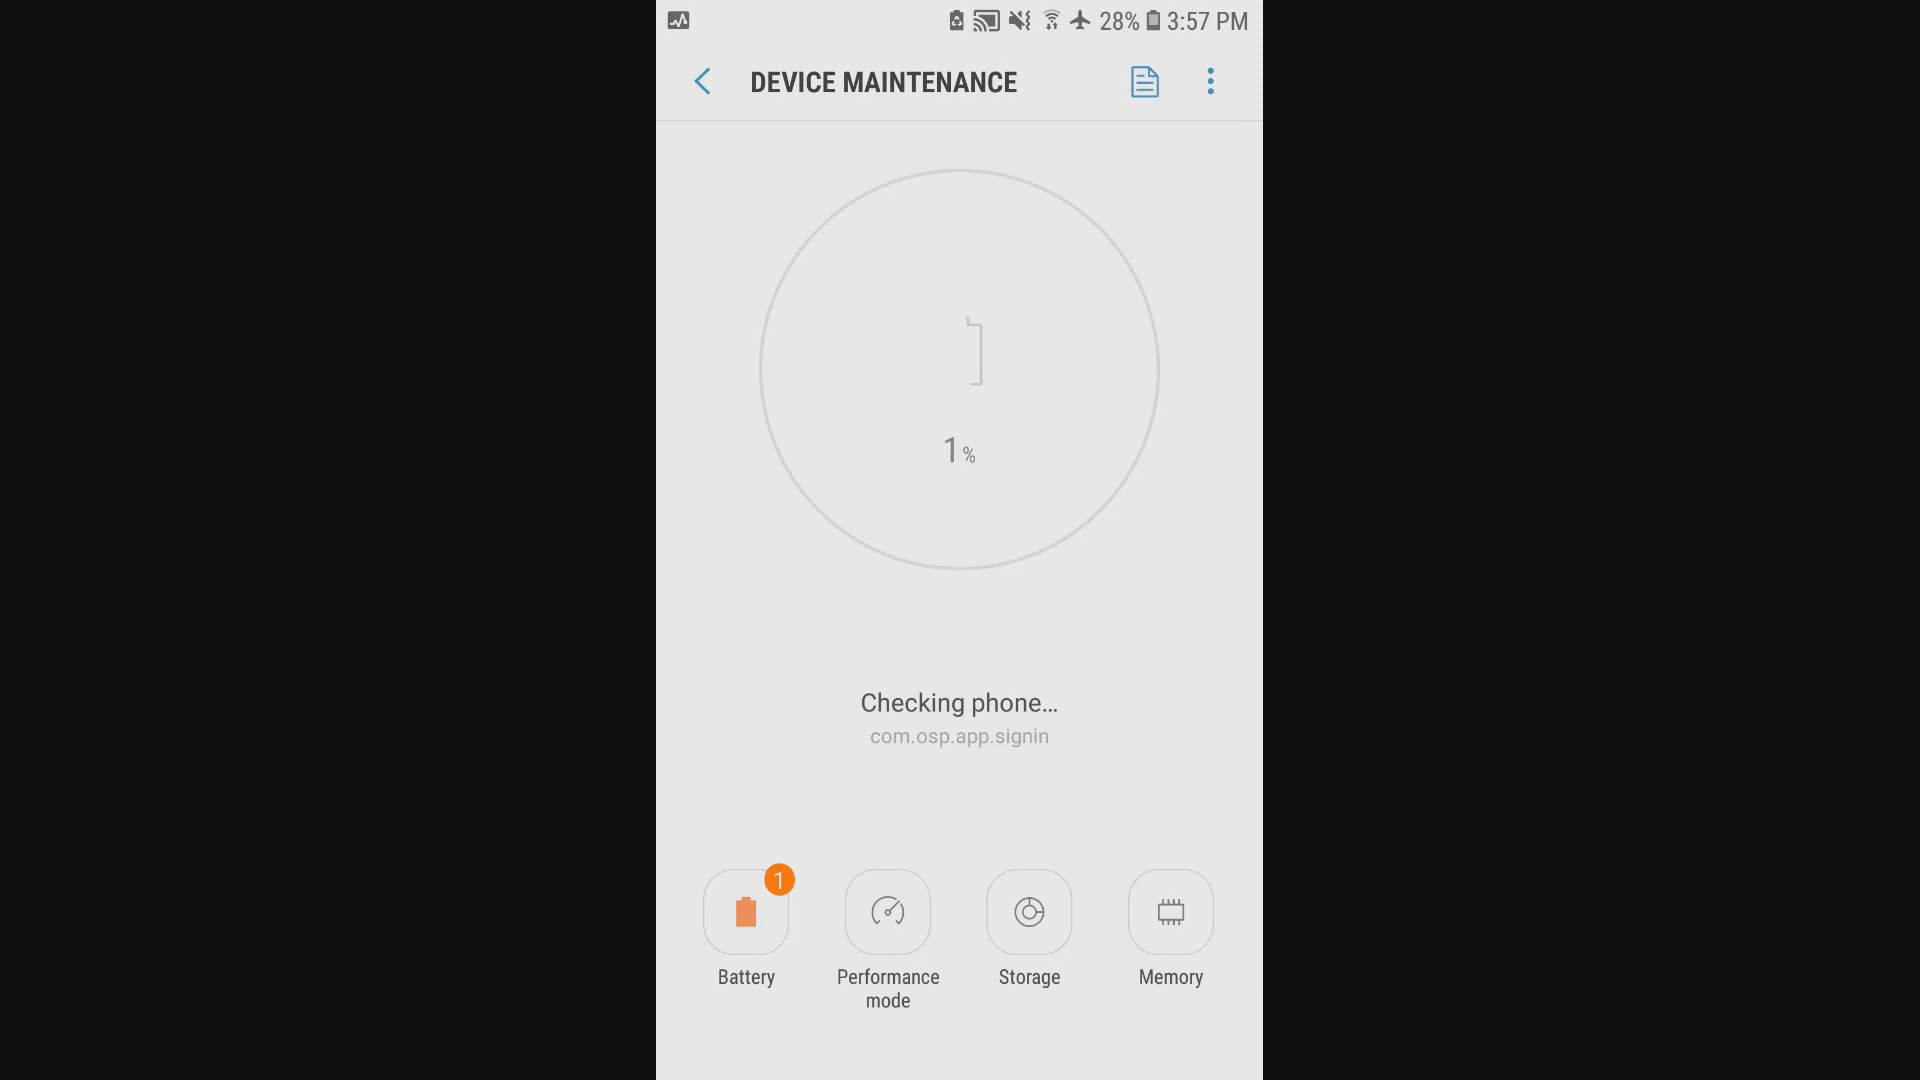 28% 3:57 PM
DEVICE MAINTENANCE
1%
Checking phone...
com.osp.app.signin
1
Battery
Performance
mode
Storage
Memory